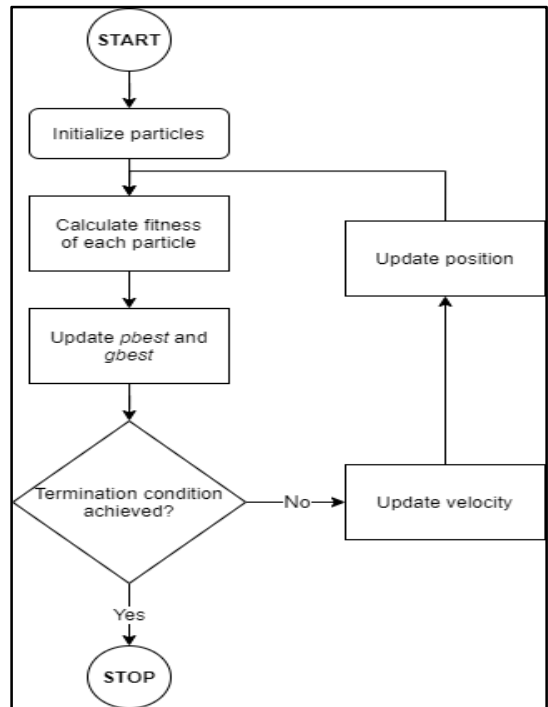 START
Initialize particles
Calculate fitness
of each particle
Update position
Update pbest and
gbest
Termination condition
achieved?
No
Update velocity
Yes
STOP